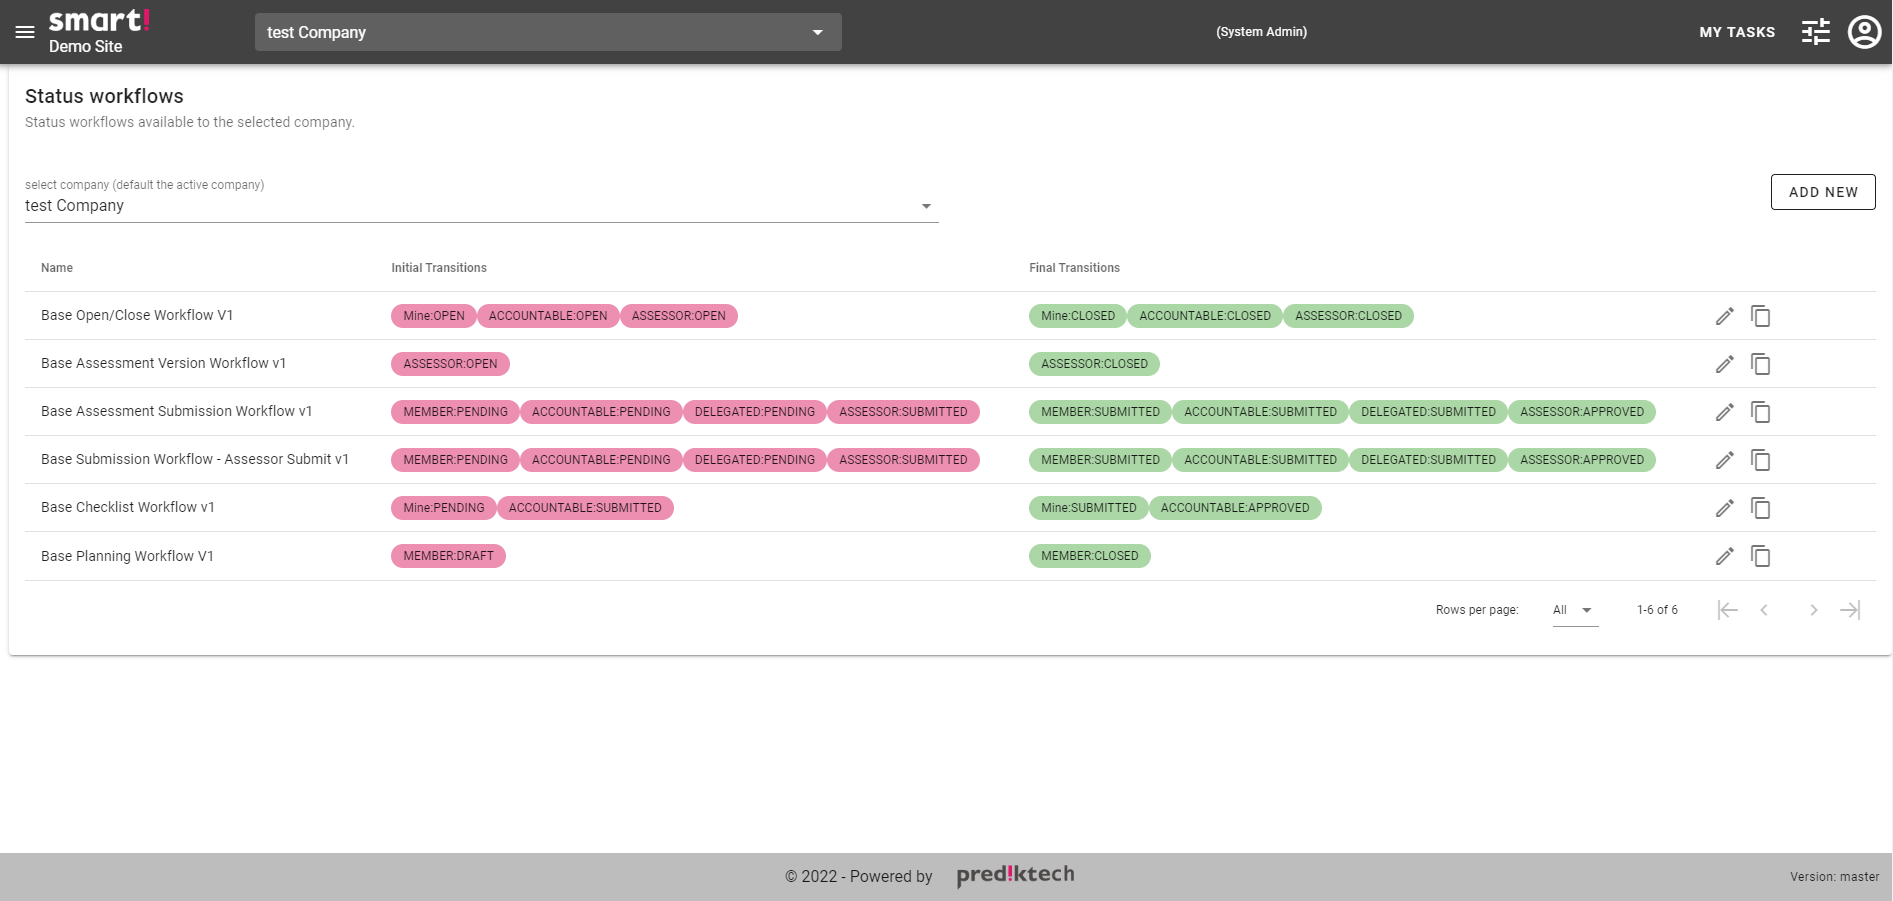 smart!
Demo Site
test Company
(System Admin)
MY TASKS
Status workflows
Status workflows available to the selected company.
select company (default the active company)
test Company
ADD NEW
Name Initial Transitions Final Transitions
Base Open/Close Workflow V1 Mine:OPEN ACCOUNTABLE:OPEN ASSESSOR:OPEN Mine:CLOSED ACCOUNTABLE:CLOSED ASSESSOR:CLOSED
Base Assessment Version Workflow v1 ASSESSOR:OPEN ASSESSOR:CLOSED
Base Assessment Submission Workflow v1 MEMBER:PENDING ACCOUNTABLE:PENDING DELEGATED:PENDING ASSESSOR:SUBMITTED MEMBER:SUBMITTED ACCOUNTABLE:SUBMITTED DELEGATED:SUBMITTED ASSESSOR:APPROVED
Base Submission Workflow - Assessor Submit v1 MEMBER:PENDING ACCOUNTABLE:PENDING DELEGATED:PENDING ASSESSOR:SUBMITTED MEMBER:SUBMITTED ACCOUNTABLE:SUBMITTED DELEGATED:SUBMITTED ASSESSOR:APPROVED
Base Checklist Workflow v1 Mine:PENDING ACCOUNTABLE:SUBMITTED Mine:SUBMITTED ACCOUNTABLE:APPROVED
Base Planning Workflow V1 MEMBER:DRAFT MEMBER:CLOSED
Rows per page: All 1-6 of 6
© 2022 - Powered by pred!ktech
Version: master